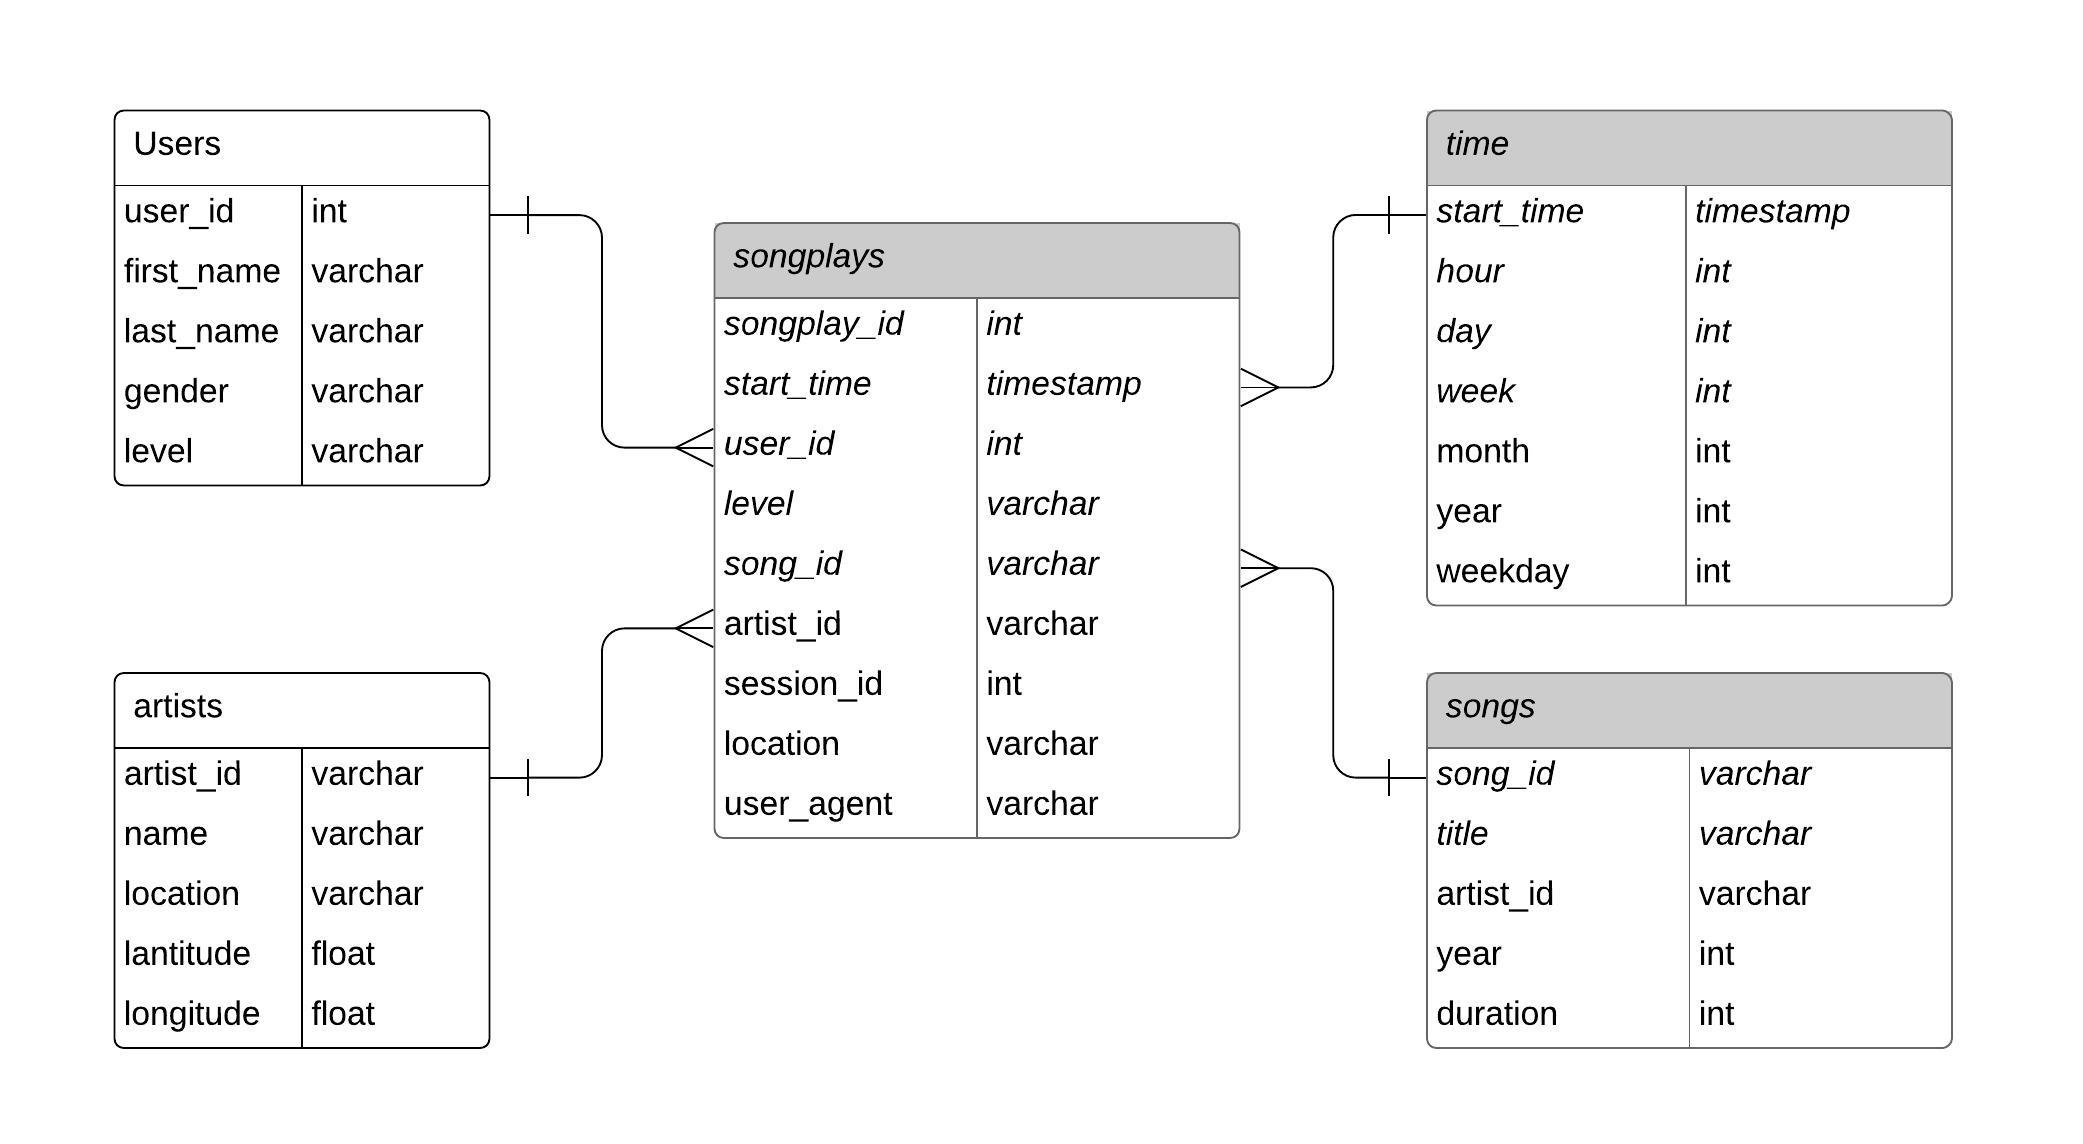 Users
user_id int
first_name varchar
last_name varchar
gender varchar
level varchar
artists
artist_id varchar
name varchar
location varchar
lantitude float
longitude float
songplays
songplay_id int
start_time timestamp
user_id int
level varchar
song_id varchar
artist_id varchar
session_id int
location varchar
user_agent varchar
time
start_time timestamp
hour int
day int
week int
month int
year int
weekday int
songs
song_id varchar
title varchar
artist_id varchar
year int
duration int